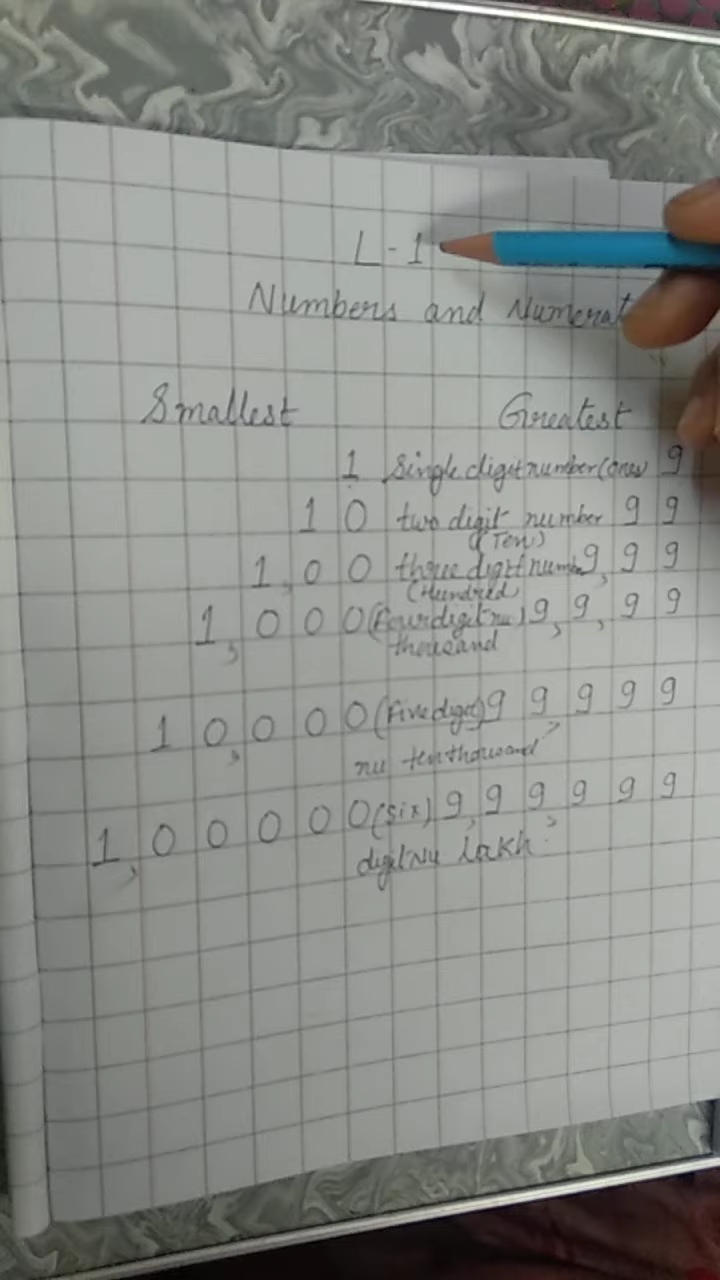 L - 1
Numbers and Numerat
Smallest Greatest
1 Single digit number (ones) 9
1 0 two digit number 9 9
(Ten)
1,0 0 three digit numbe 9,9 9
(Hundred)
1,0 0 0 (Four digit nu) 9,9,9 9
thousand
1 0,0 0 0 (Five diget) 9 9,9 9 9
nu ten thousand
1,0 0 0 0 0 (six) 9,9 9,9 9 9
digit Nu lakh